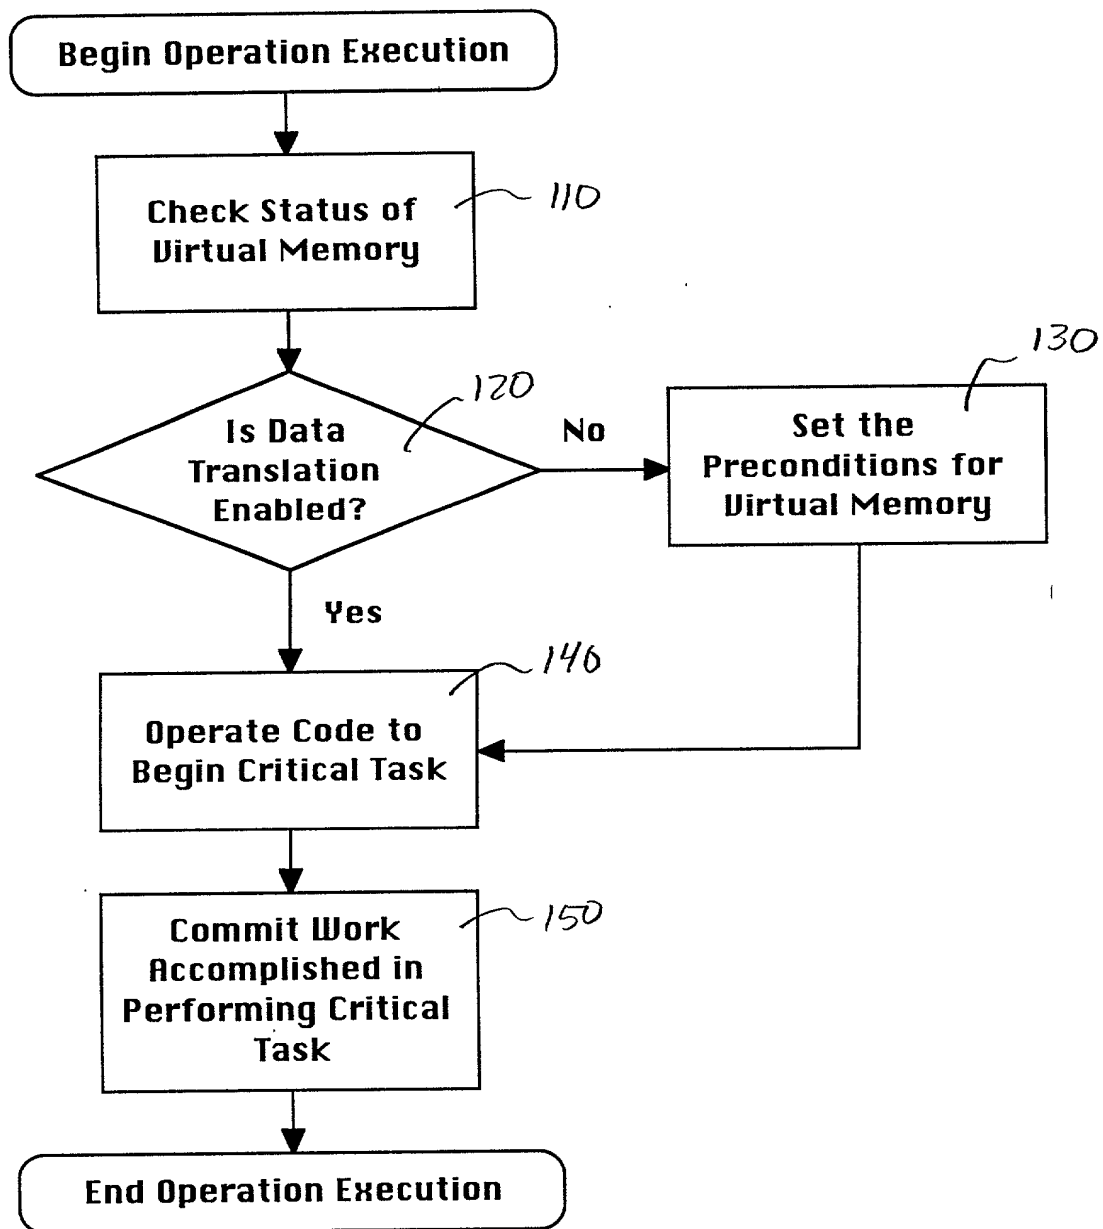 Begin Operation Execution
Check Status of
Virtual Memory
110
Is Data
Translation
Enabled?
120
No
Set the
Preconditions for
Virtual Memory
130
Yes
Operate Code to
Begin Critical Task
140
Commit Work
Accomplished in
Performing Critical
Task
150
End Operation Execution